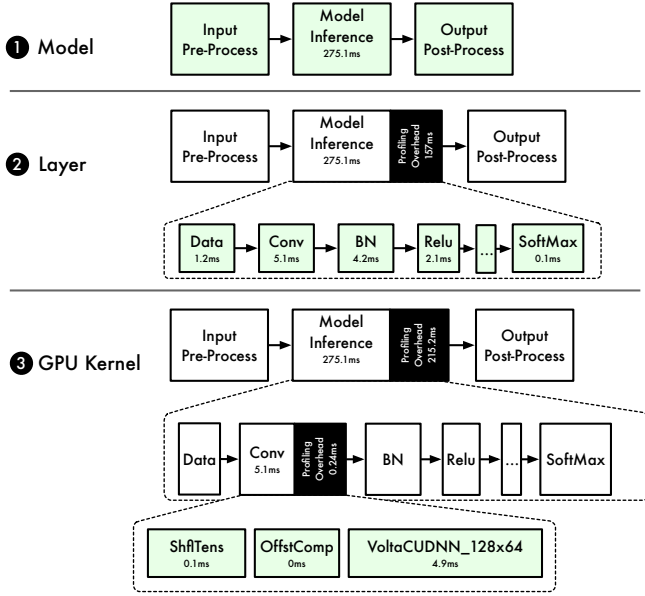 1 Model
Input
Pre-Process
Model
Inference
275.1ms
Output
Post-Process
2 Layer
Input
Pre-Process
Model
Inference
275.1ms
Profiling
Overhead
157ms
Output
Post-Process
Data
1.2ms
Conv
5.1ms
BN
4.2ms
Relu
2.1ms
...
SoftMax
0.1ms
3 GPU Kernel
Input
Pre-Process
Model
Inference
275.1ms
Profiling
Overhead
215.2ms
Output
Post-Process
Data
Conv
5.1ms
Profiling
Overhead
0.24ms
BN
Relu
...
SoftMax
ShflTens
0.1ms
OffstComp
0ms
VoltaCUDNN_128x64
4.9ms